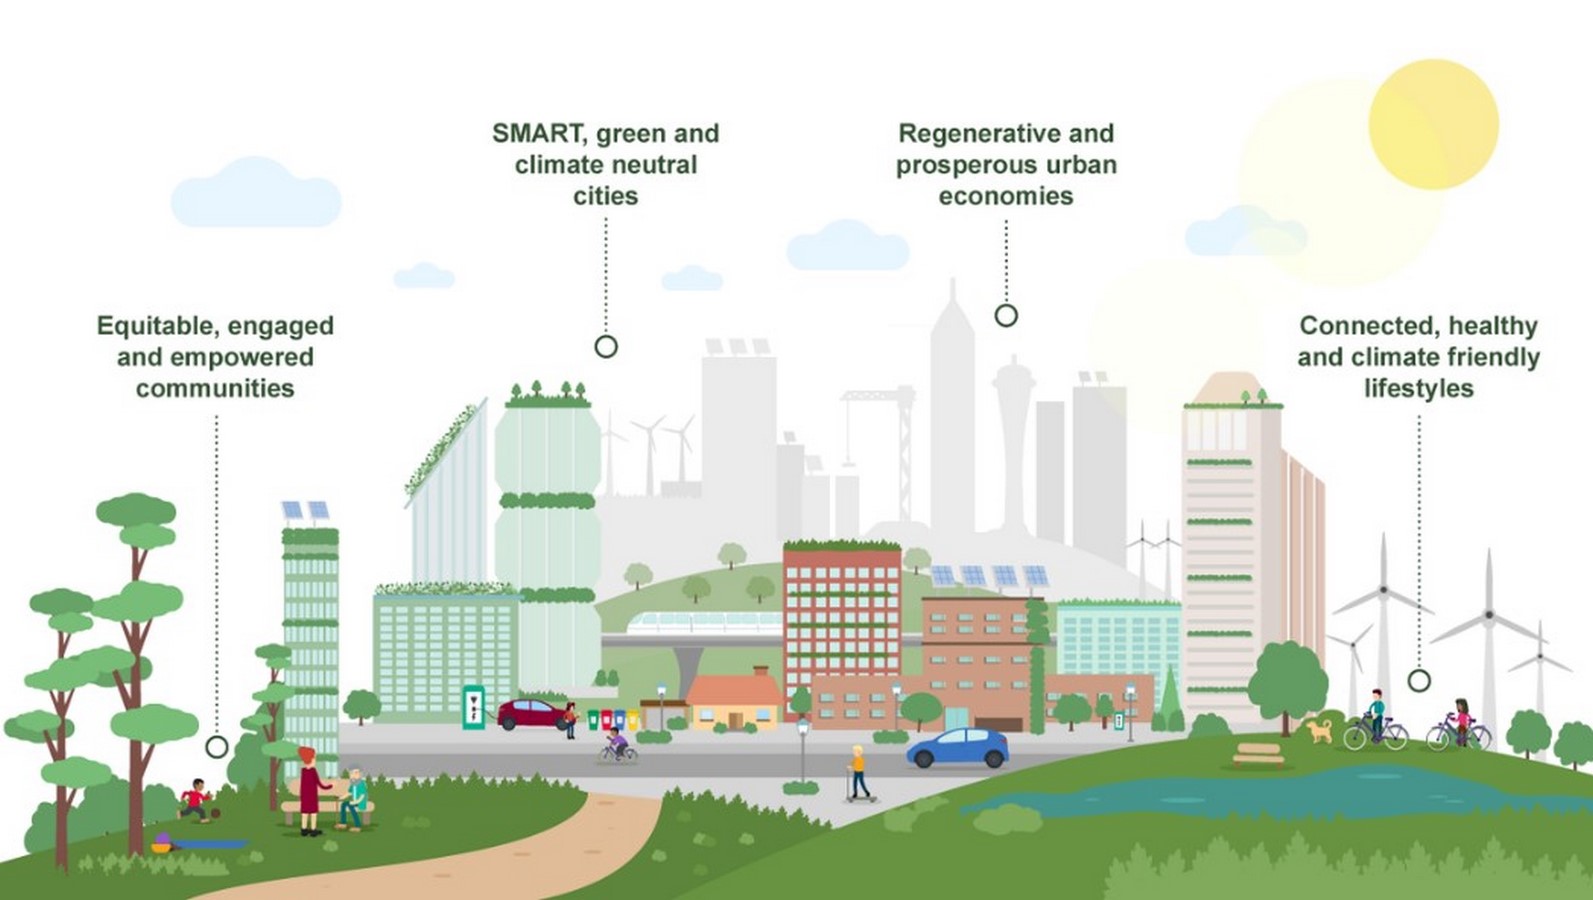 SMART, green and
climate neutral
cities
Regenerative and
prosperous urban
economies
Equitable, engaged
and empowered
communities
Connected, healthy
and climate friendly
lifestyles